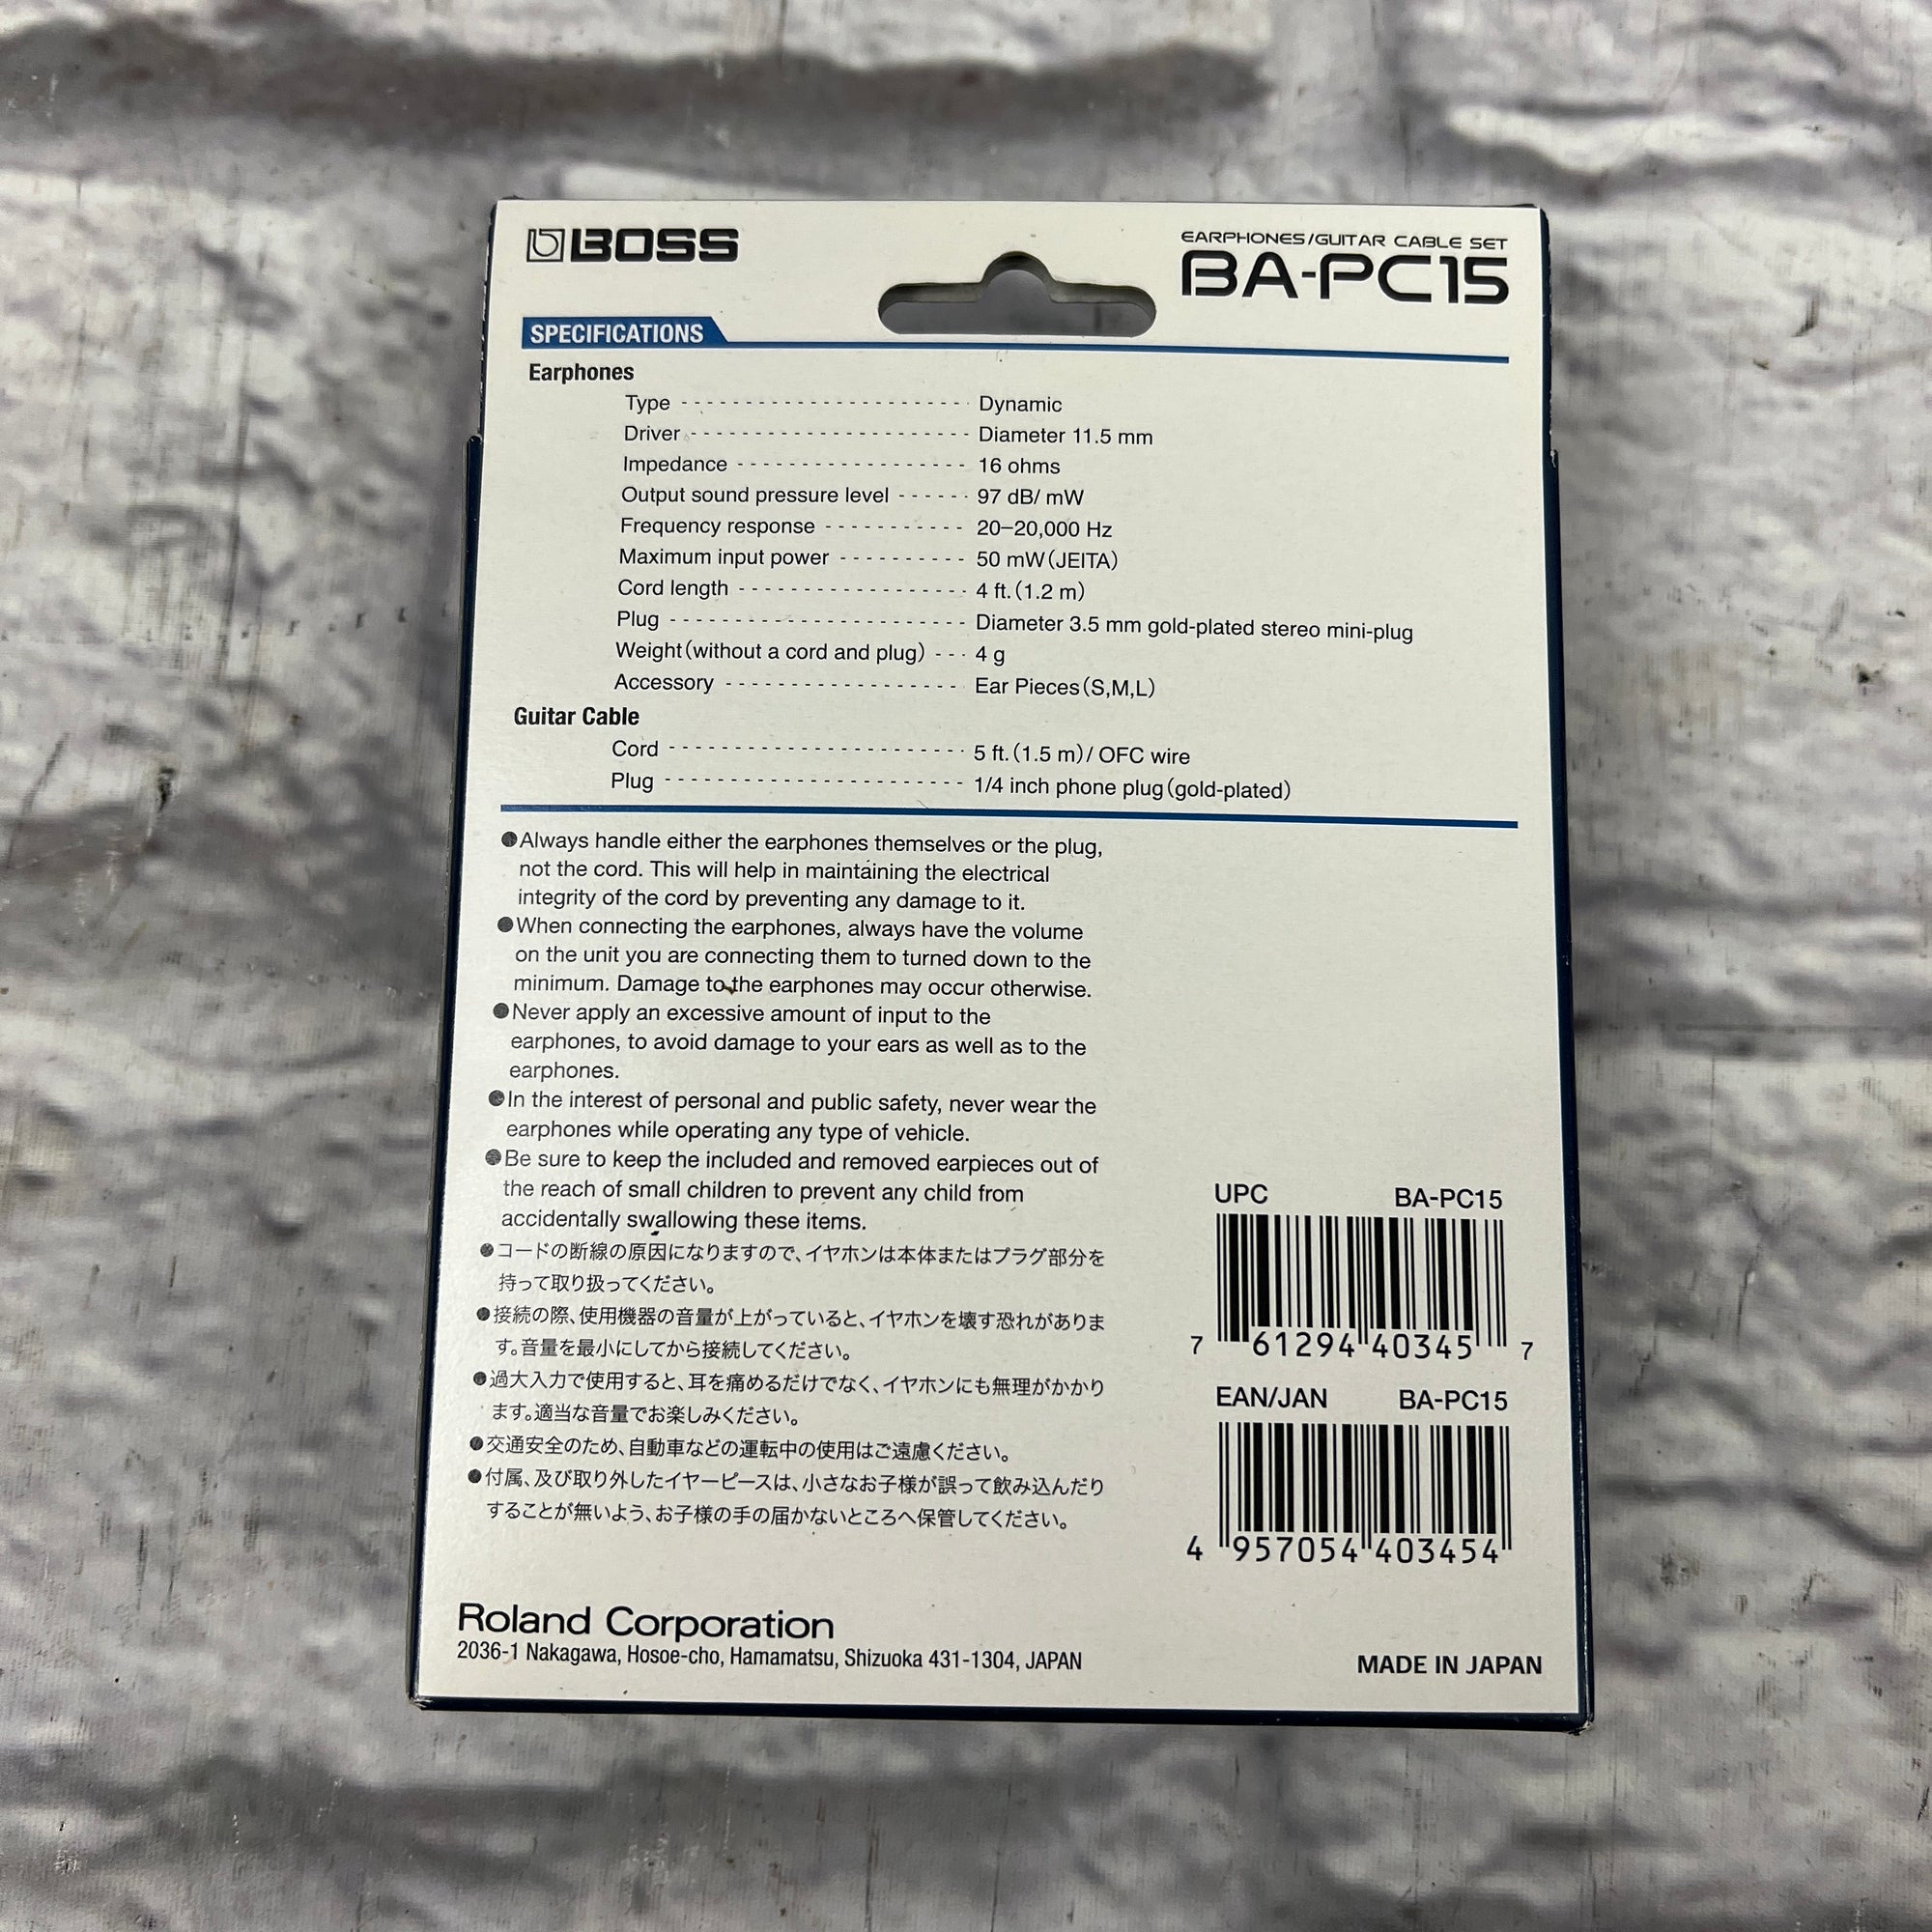 BOSS
EARPHONES/GUITAR CABLE SET
BA-PC15
SPECIFICATIONS
Earphones
Type Dynamic
Driver Diameter 11.5 mm
Impedance 16 ohms
Output sound pressure level 97 dB/ mW
Frequency response 20–20,000 Hz
Maximum input power 50 mW(JEITA)
Cord length 4 ft.(1.2 m)
Plug Diameter 3.5 mm gold-plated stereo mini-plug
Weight(without a cord and plug) 4 g
Accessory Ear Pieces(S,M,L)
Guitar Cable
Cord 5 ft.(1.5 m)/ OFC wire
Plug 1/4 inch phone plug(gold-plated)
●Always handle either the earphones themselves or the plug,
not the cord. This will help in maintaining the electrical
integrity of the cord by preventing any damage to it.
●When connecting the earphones, always have the volume
on the unit you are connecting them to turned down to the
minimum. Damage to the earphones may occur otherwise.
●Never apply an excessive amount of input to the
earphones, to avoid damage to your ears as well as to the
earphones.
●In the interest of personal and public safety, never wear the
earphones while operating any type of vehicle.
●Be sure to keep the included and removed earpieces out of
the reach of small children to prevent any child from
accidentally swallowing these items.
●コードの断線の原因になりますので、イヤホンは本体またはプラグ部分を
持って取り扱ってください。
●接続の際、使用機器の音量が上がっていると、イヤホンを壊す恐れがありま
す。音量を最小にしてから接続してください。
●過大入力で使用すると、耳を痛めるだけでなく、イヤホンにも無理がかかり
ます。適当な音量でお楽しみください。
●交通安全のため、自動車などの運転中の使用はご遠慮ください。
●付属、及び取り外したイヤーピースは、小さなお子様が誤って飲み込んだり
することが無いよう、お子様の手の届かないところへ保管してください。
UPC BA-PC15
7 61294 40345 7
EAN/JAN BA-PC15
4 957054 403454
Roland Corporation
2036-1 Nakagawa, Hosoe-cho, Hamamatsu, Shizuoka 431-1304, JAPAN
MADE IN JAPAN